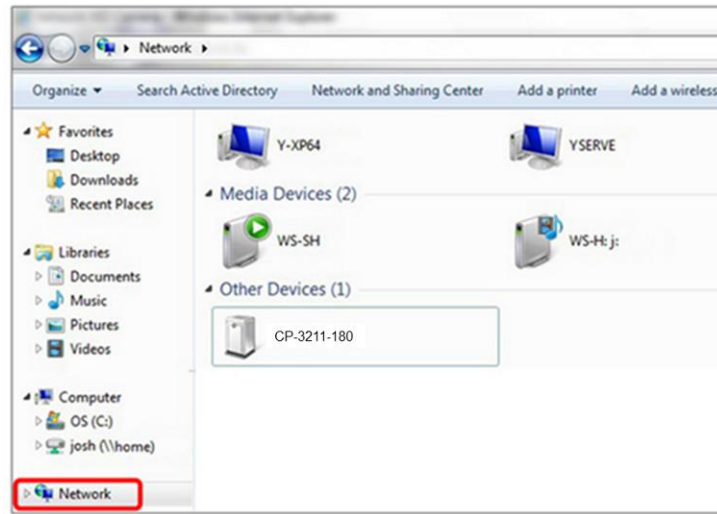 Network
Organize Search Active Directory Network and Sharing Center Add a printer Add a wireless
Favorites
Desktop
Downloads
Recent Places
Libraries
Documents
Music
Pictures
Videos
Computer
OS (C:)
josh (\\home)
Network
Y-XP64 YSERVE
Media Devices (2)
WS-SH WS-H: j:
Other Devices (1)
CP-3211-180